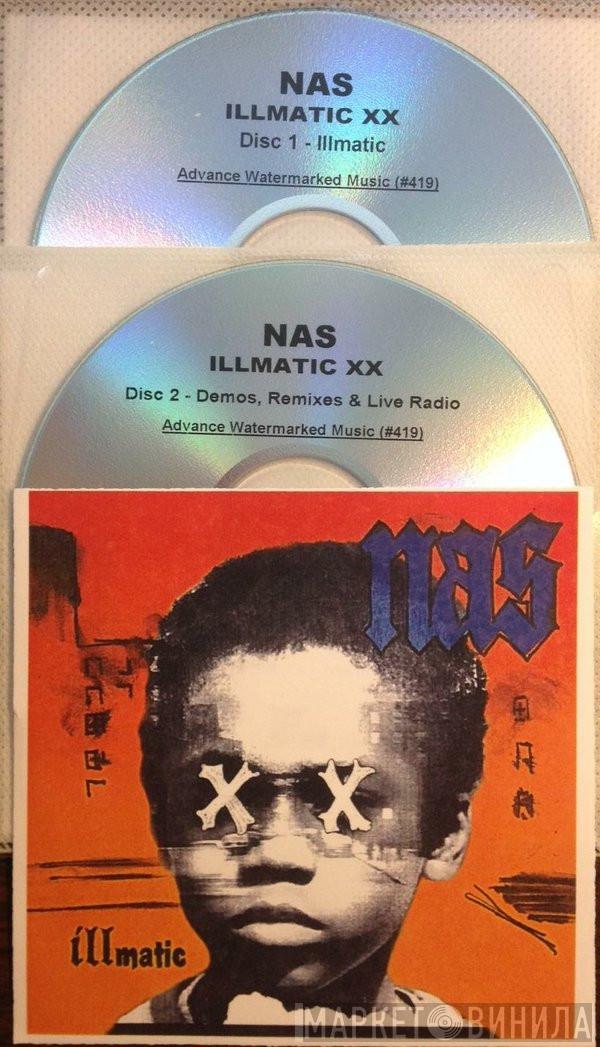 NAS
ILLMATIC XX
Disc 1 - Illmatic
Advance Watermarked Music (#419)
NAS
ILLMATIC XX
Disc 2 - Demos, Remixes & Live Radio
Advance Watermarked Music (#419)
nas
X X
illmatic
МАРКЕТ ВИНИЛА